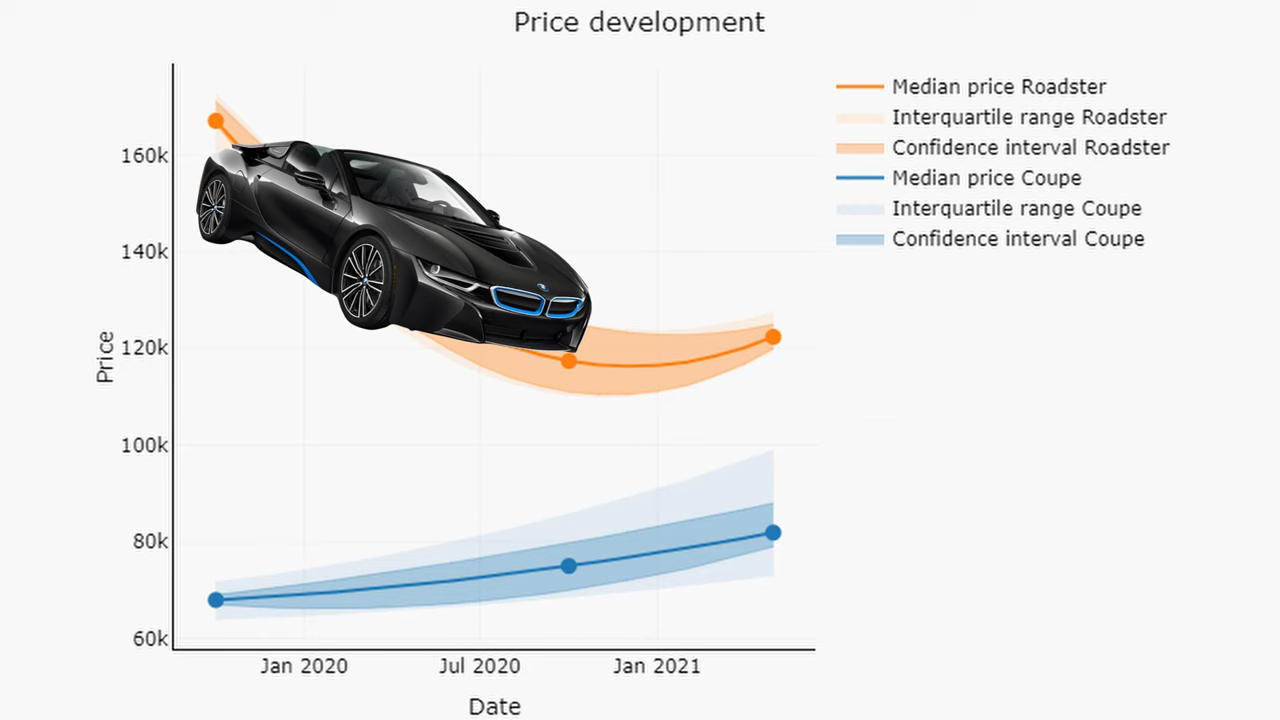 Price development
Median price Roadster
Interquartile range Roadster
Confidence interval Roadster
Median price Coupe
Interquartile range Coupe
Confidence interval Coupe
160k
140k
120k
100k
80k
60k
Price
Jan 2020
Jul 2020
Jan 2021
Date